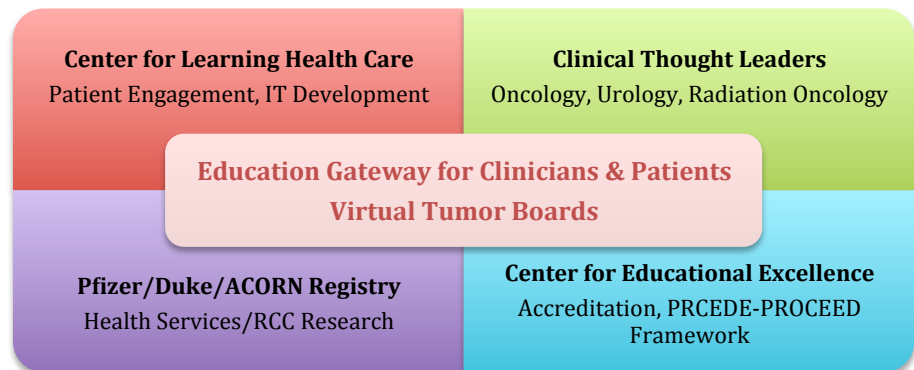 Center for Learning Health Care
Patient Engagement, IT Development
Clinical Thought Leaders
Oncology, Urology, Radiation Oncology
Education Gateway for Clinicians & Patients
Virtual Tumor Boards
Pfizer/Duke/ACORN Registry
Health Services/RCC Research
Center for Educational Excellence
Accreditation, PRCEDE-PROCEED
Framework